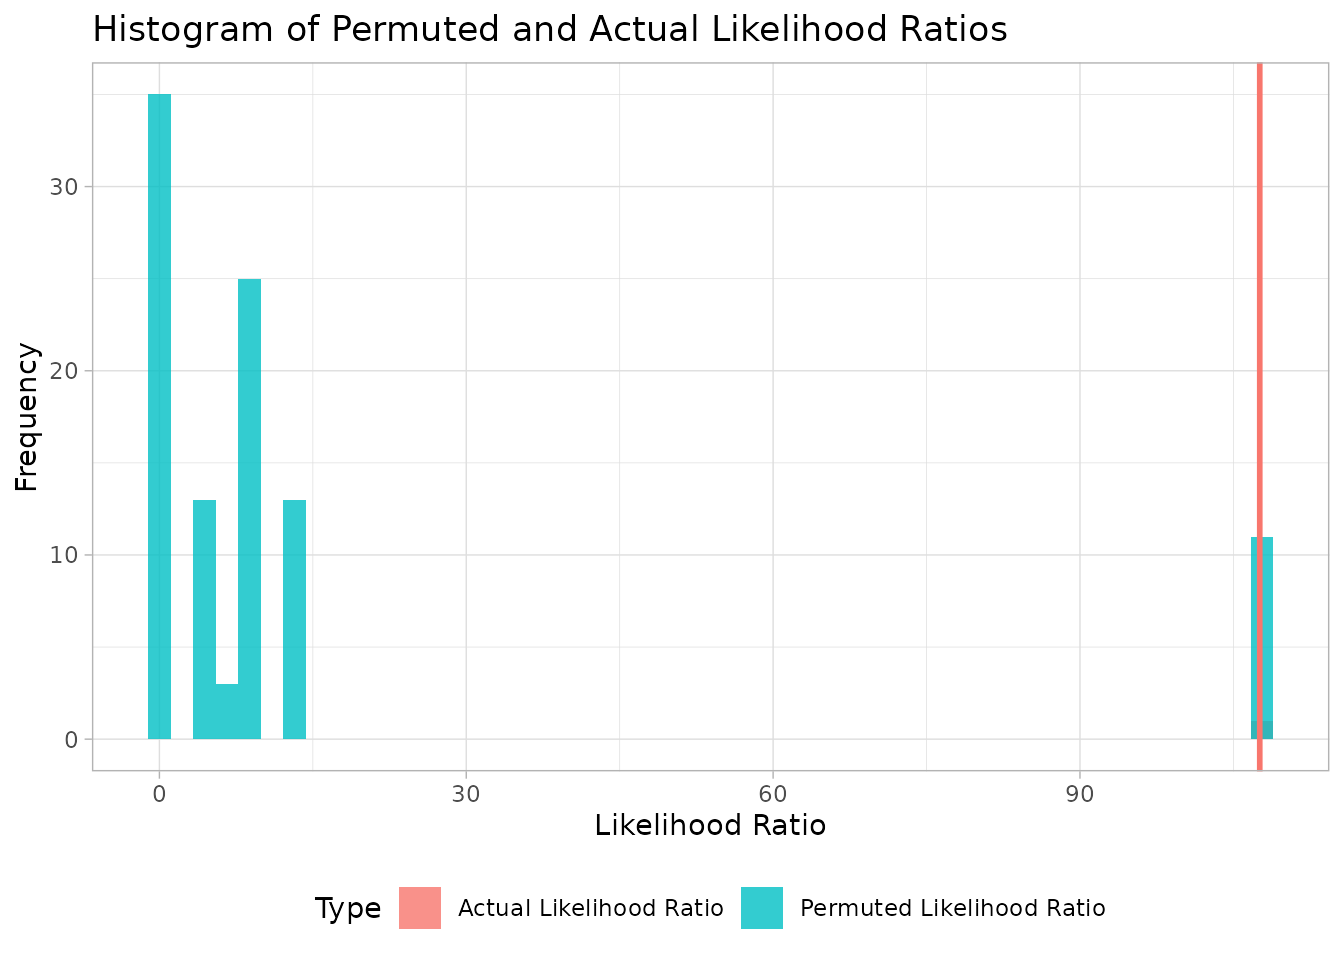 Histogram of Permuted and Actual Likelihood Ratios
Frequency
30
20
10
0
0 30 60 90
Likelihood Ratio
Type Actual Likelihood Ratio Permuted Likelihood Ratio